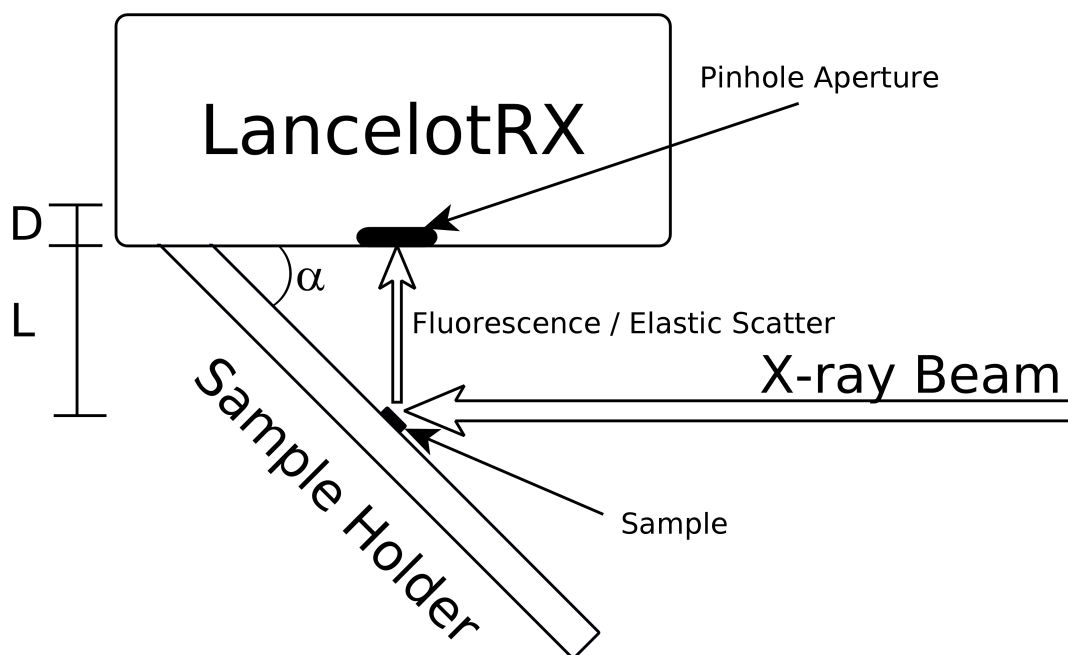 Pinhole Aperture
LancelotRX
D
α
L
Fluorescence / Elastic Scatter
X-ray Beam
Sample Holder
Sample